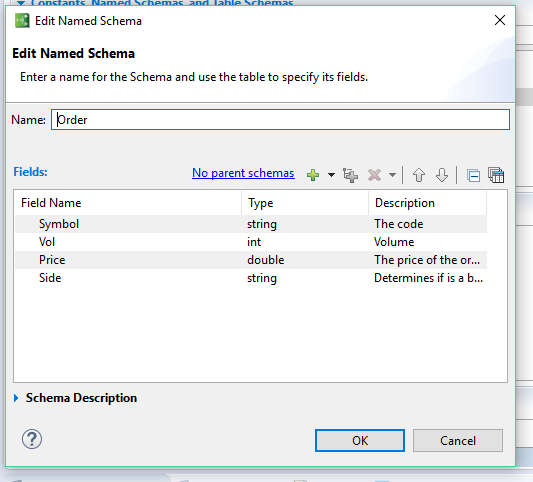 Constants, Named Schemas, and Table Schemas
Edit Named Schema
Edit Named Schema
Enter a name for the Schema and use the table to specify its fields.
Name: Order
Fields: No parent schemas
Field Name Type Description
Symbol string The code
Vol int Volume
Price double The price of the or...
Side string Determines if is a b...
Schema Description
? OK Cancel